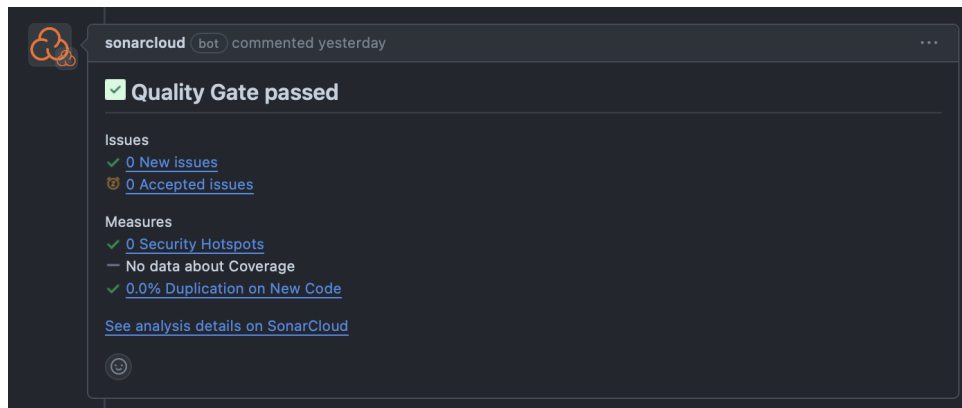 sonarcloud bot commented yesterday
Quality Gate passed
Issues
0 New issues
0 Accepted issues
Measures
0 Security Hotspots
No data about Coverage
0.0% Duplication on New Code
See analysis details on SonarCloud